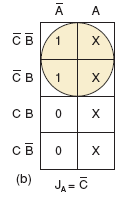 A̅ A
C̅ B̅ 1 X
C̅ B 1 X
C B 0 X
C B̅ 0 X
(b) J_A = C̅